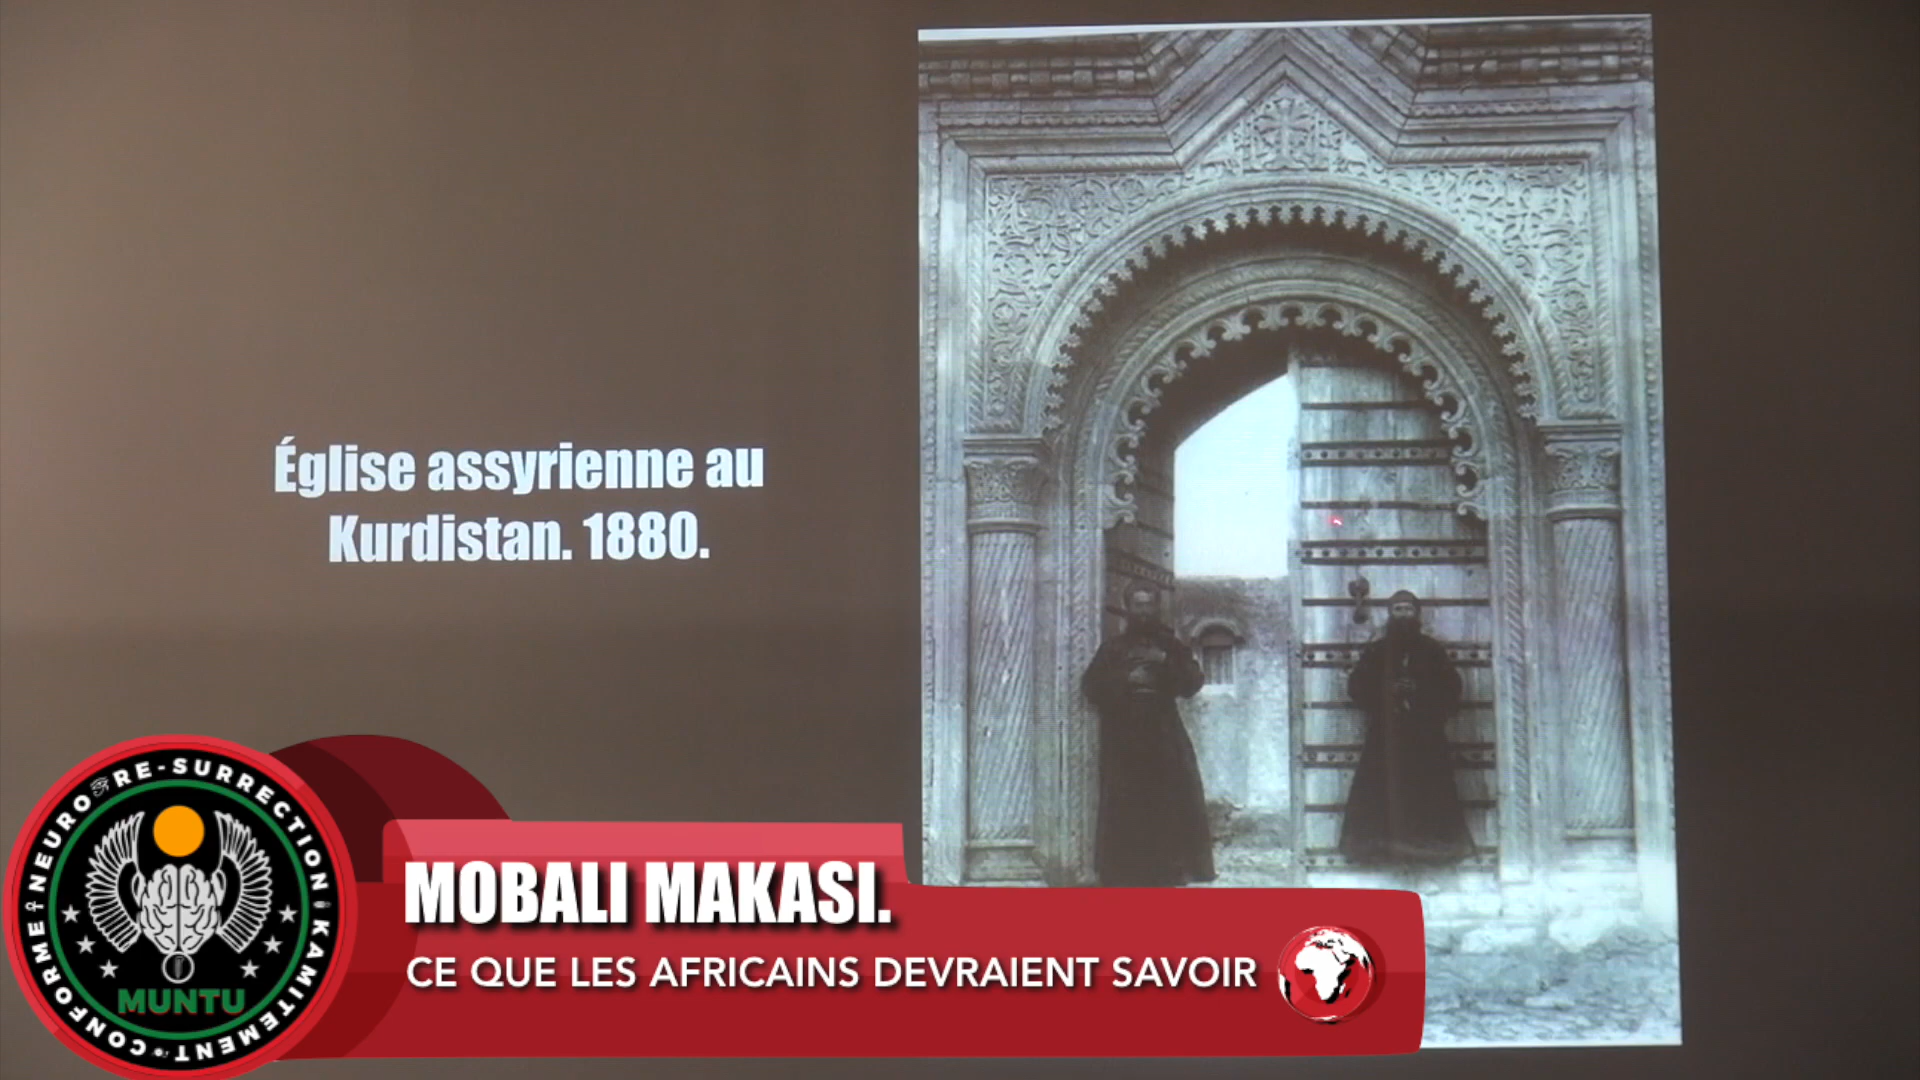 Église assyrienne au
Kurdistan. 1880.
MOBALI MAKASI.
CE QUE LES AFRICAINS DEVRAIENT SAVOIR
NEURO RE-SURRECTION KAMITEMENT CONFORME
MUNTU